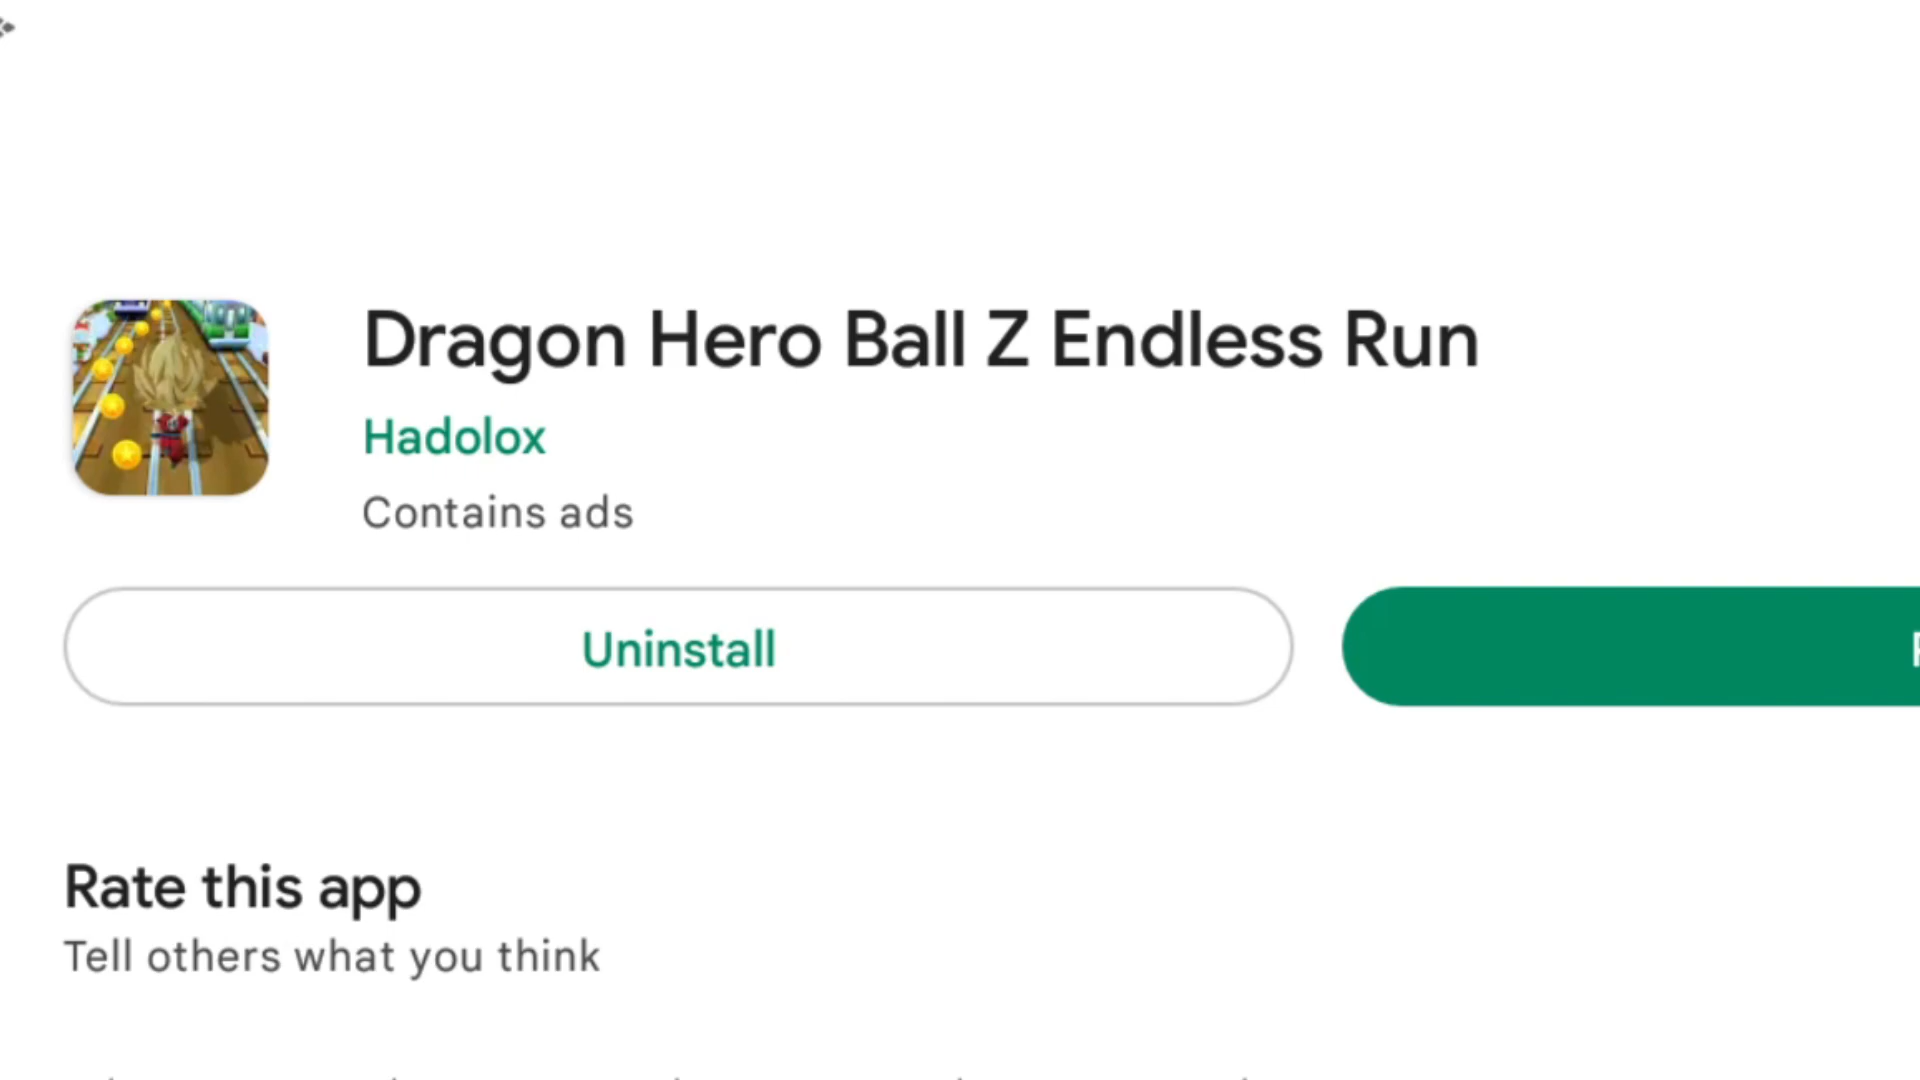 Dragon Hero Ball Z Endless Run
Hadolox
Contains ads
Uninstall
Rate this app
Tell others what you think